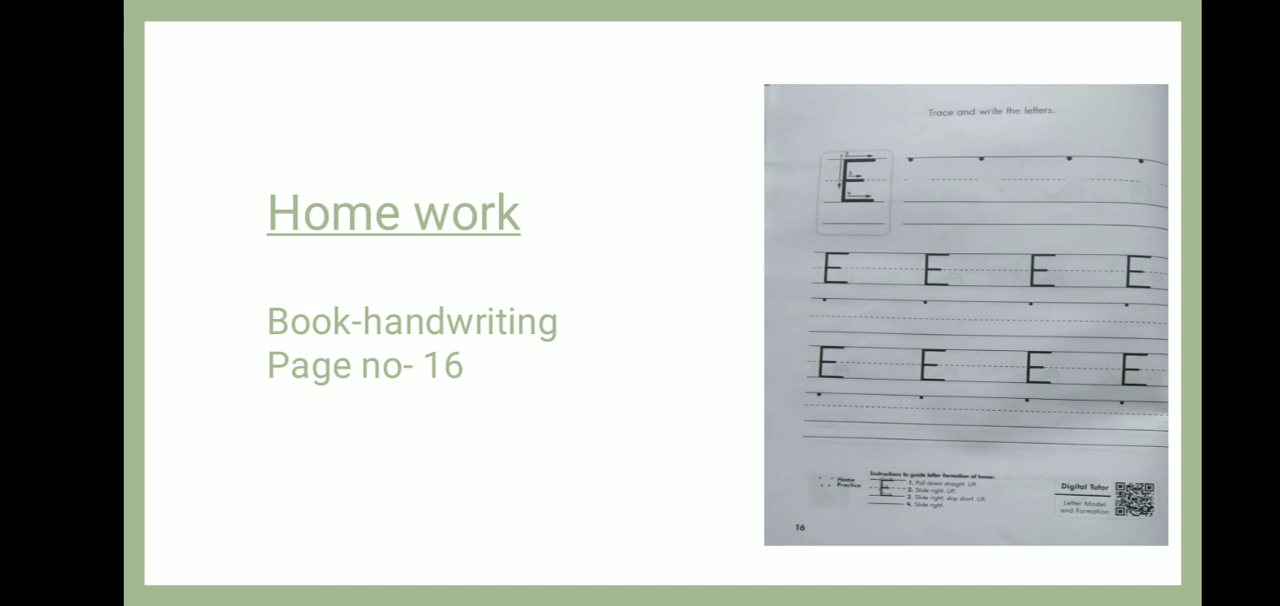 Home work
Book-handwriting
Page no- 16
Trace and write the letters.
E
E E E E
E E E E
Home
Practice
Instructions to guide letter formation at home:
E
1. Pull down straight. Lift.
2. Slide right. Lift.
3. Slide right, stop short. Lift.
4. Slide right.
Digital Tutor
Letter Model
and Formation
16